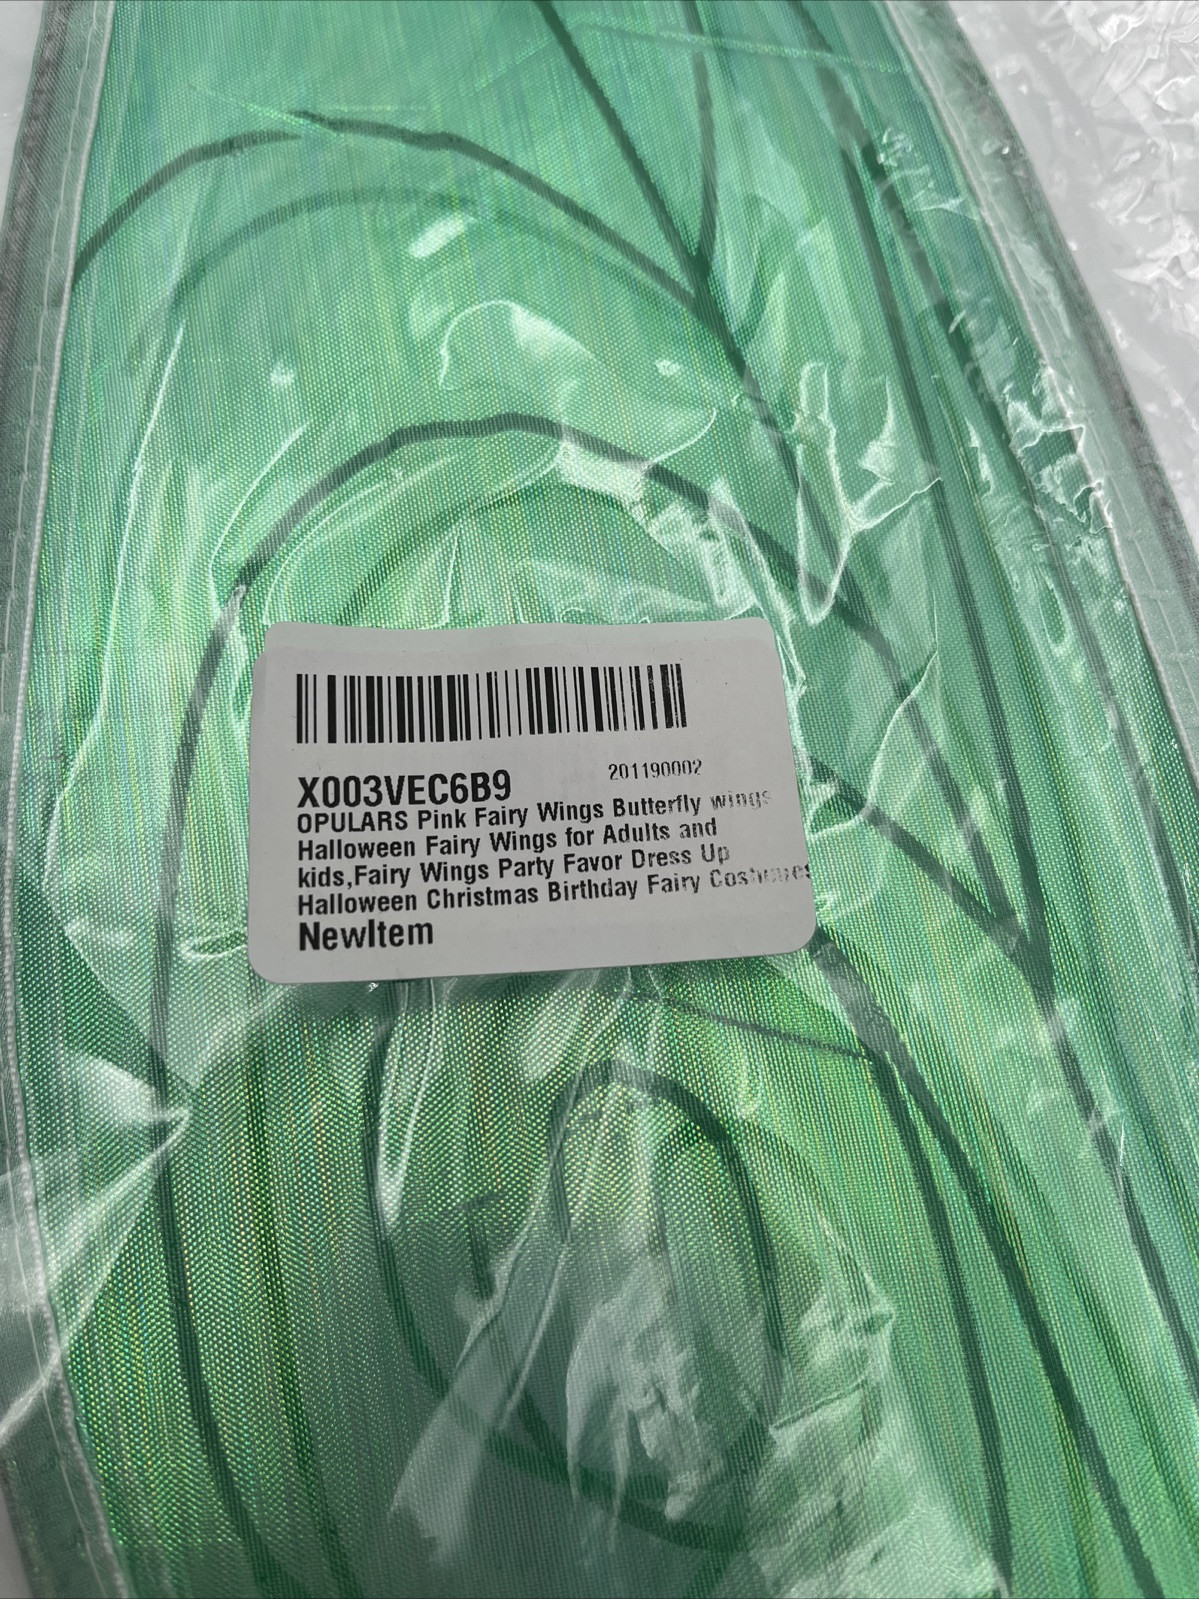 X003VEC6B9
201190002
OPULARS Pink Fairy Wings Butterfly wings
Halloween Fairy Wings for Adults and
kids,Fairy Wings Party Favor Dress Up
Halloween Christmas Birthday Fairy Costumes
NewItem